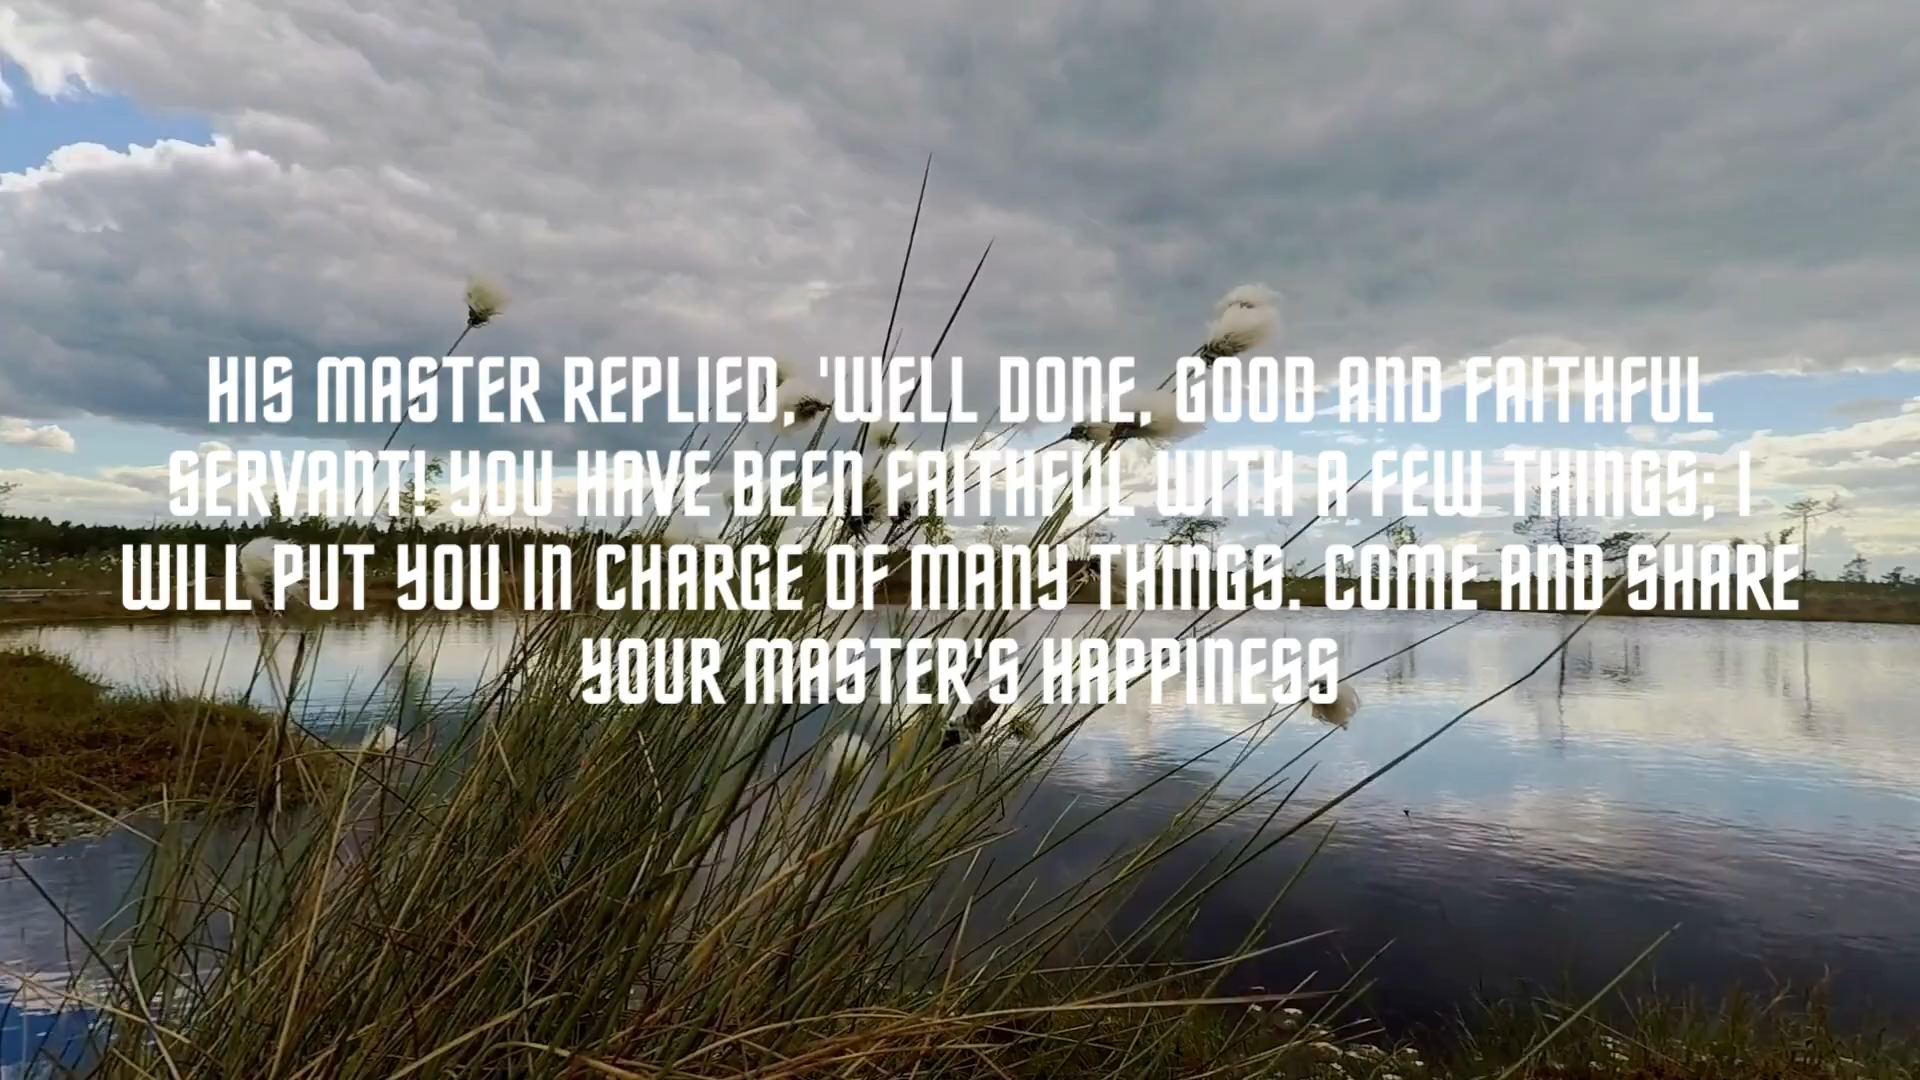 HIS MASTER REPLIED, 'WELL DONE, GOOD AND FAITHFUL
SERVANT! YOU HAVE BEEN FAITHFUL WITH A FEW THINGS; I
WILL PUT YOU IN CHARGE OF MANY THINGS. COME AND SHARE
YOUR MASTER'S HAPPINESS